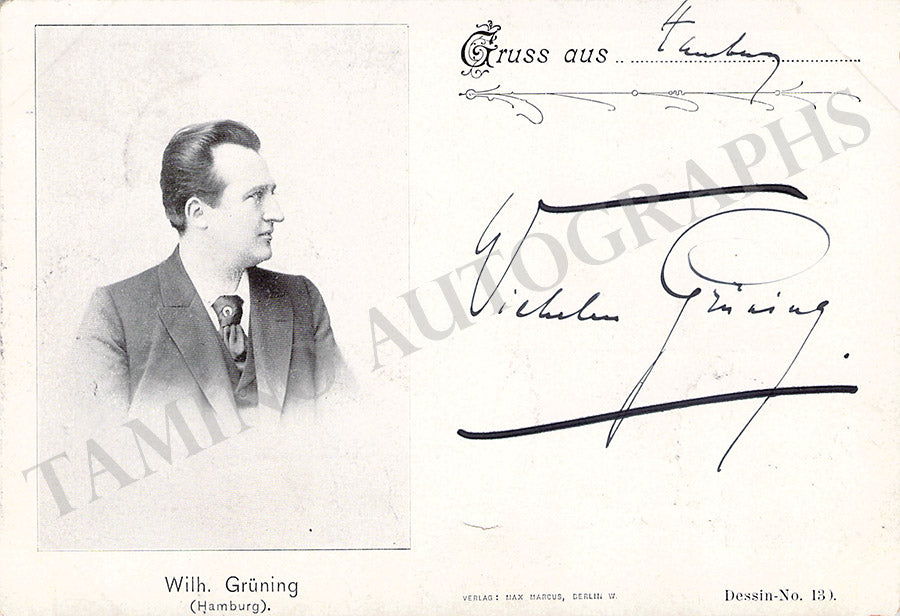 Gruss aus Hamburg
Wilhelm Grüning
TAMINO AUTOGRAPHS
Wilh. Grüning
(Hamburg).
VERLAG: MAX MARCUS, BERLIN W.
Dessin-No. 13).